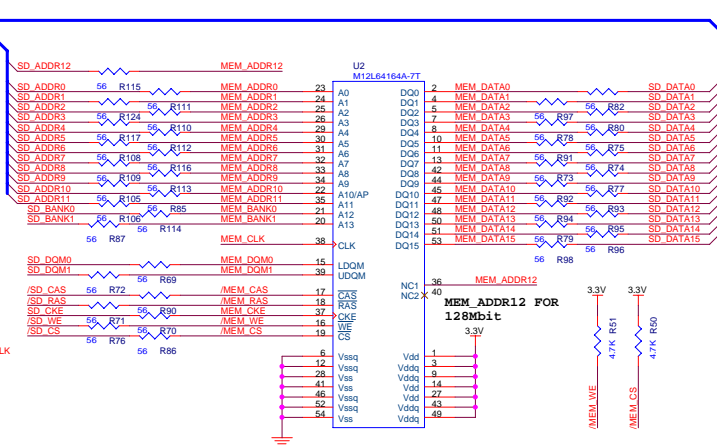 SD_ADDR12 MEM_ADDR12 U2
M12L64164A-7T
56 R115
SD_ADDR0 MEM_ADDR0 23 A0 DQ0 2 MEM_DATA0 SD_DATA0
SD_ADDR1 MEM_ADDR1 24 A1 DQ1 4 MEM_DATA1 SD_DATA1
SD_ADDR2 56 R111 MEM_ADDR2 25 A2 DQ2 5 MEM_DATA2 56 R82 SD_DATA2
SD_ADDR3 56 R124 MEM_ADDR3 26 A3 DQ3 7 MEM_DATA3 56 R97 SD_DATA3
SD_ADDR4 56 R110 MEM_ADDR4 29 A4 DQ4 8 MEM_DATA4 56 R80 SD_DATA4
SD_ADDR5 56 R117 MEM_ADDR5 30 A5 DQ5 10 MEM_DATA5 56 R78 SD_DATA5
SD_ADDR6 56 R112 MEM_ADDR6 31 A6 DQ6 11 MEM_DATA6 56 R75 SD_DATA6
SD_ADDR7 56 R108 MEM_ADDR7 32 A7 DQ7 13 MEM_DATA7 56 R91 SD_DATA7
SD_ADDR8 56 R116 MEM_ADDR8 33 A8 DQ8 42 MEM_DATA8 56 R74 SD_DATA8
SD_ADDR9 56 R109 MEM_ADDR9 34 A9 DQ9 44 MEM_DATA9 56 R73 SD_DATA9
SD_ADDR10 56 R113 MEM_ADDR10 22 A10/AP DQ10 45 MEM_DATA10 56 R77 SD_DATA10
SD_ADDR11 56 R105 MEM_ADDR11 35 A11 DQ11 47 MEM_DATA11 56 R92 SD_DATA11
SD_BANK0 56 R85 MEM_BANK0 21 A12 DQ12 48 MEM_DATA12 56 R93 SD_DATA12
SD_BANK1 56 R106 MEM_BANK1 20 A13 DQ13 50 MEM_DATA13 56 R94 SD_DATA13
56 R114 DQ14 51 MEM_DATA14 56 R95 SD_DATA14
56 R87 MEM_CLK 38 CLK DQ15 53 MEM_DATA15 56 R79 SD_DATA15
56 R96
56 R98
SD_DQM0 MEM_DQM0 15 LDQM
SD_DQM1 MEM_DQM1 39 UDQM
56 R69 NC1 36 MEM_ADDR12
/SD_CAS 56 R72 /MEM_CAS 17 CAS NC2 40
/SD_RAS /MEM_RAS 18 RAS
SD_CKE 56 R90 MEM_CKE 37 CKE
/SD_WE 56 R71 /MEM_WE 16 WE
/SD_CS 56 R70 /MEM_CS 19 CS
56 R76
56 R86
MEM_ADDR12 FOR
128Mbit
3.3V
3.3V 3.3V
4.7K R51
4.7K R50
/MEM_WE
/MEM_CS
LK
6 Vssq Vdd 1
12 Vssq Vddq 3
28 Vss Vddq 9
41 Vss Vdd 14
46 Vssq Vdd 27
52 Vssq Vddq 43
54 Vss Vddq 49